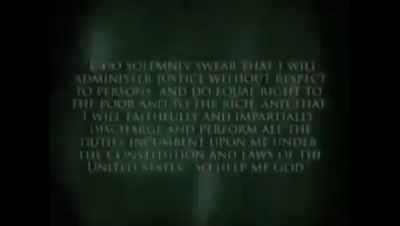 "I, DO SOLEMNLY SWEAR THAT I WILL
ADMINISTER JUSTICE WITHOUT RESPECT
TO PERSONS, AND DO EQUAL RIGHT TO
THE POOR AND TO THE RICH, AND THAT
I WILL FAITHFULLY AND IMPARTIALLY
DISCHARGE AND PERFORM ALL THE
DUTIES INCUMBENT UPON ME UNDER
THE CONSTITUTION AND LAWS OF THE
UNITED STATES. SO HELP ME GOD."